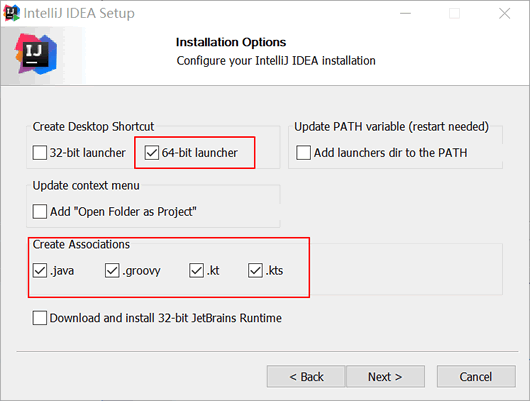 IntelliJ IDEA Setup
IJ
Installation Options
Configure your IntelliJ IDEA installation
Create Desktop Shortcut
32-bit launcher
64-bit launcher
Update PATH variable (restart needed)
Add launchers dir to the PATH
Update context menu
Add "Open Folder as Project"
Create Associations
.java
.groovy
.kt
.kts
Download and install 32-bit JetBrains Runtime
< Back
Next >
Cancel